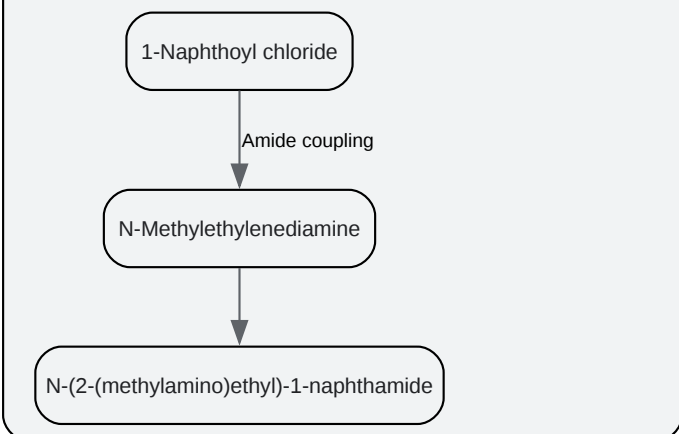 1-Naphthoyl chloride
Amide coupling
N-Methylethylenediamine
N-(2-(methylamino)ethyl)-1-naphthamide